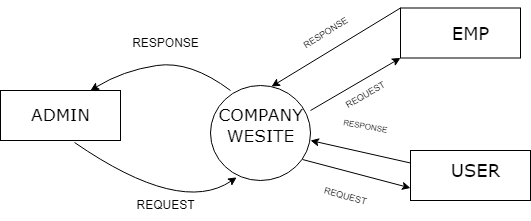 RESPONSE
EMP
RESPONSE
REQUEST
ADMIN
COMPANY
WESITE
RESPONSE
USER
REQUEST
REQUEST